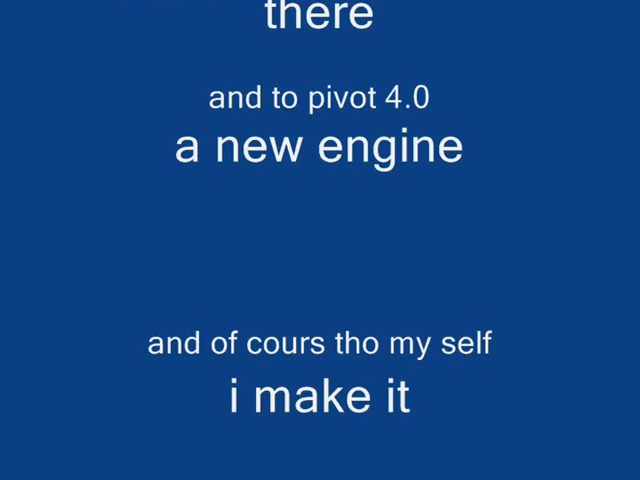 there
and to pivot 4.0
a new engine
and of cours tho my self
i make it